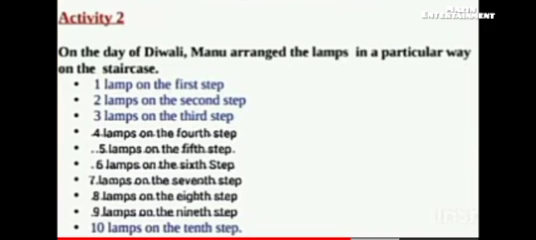 Activity 2
ENTERTAINMENT
On the day of Diwali, Manu arranged the lamps in a particular way
on the staircase.
• 1 lamp on the first step
• 2 lamps on the second step
• 3 lamps on the third step
• 4 lamps on the fourth step
• ..5 lamps on the fifth step.
• .6 lamps on the sixth Step
• 7 lamps on the seventh step
• .8 lamps on the eighth step
• .9 lamps on the nineth step
• 10 lamps on the tenth step.